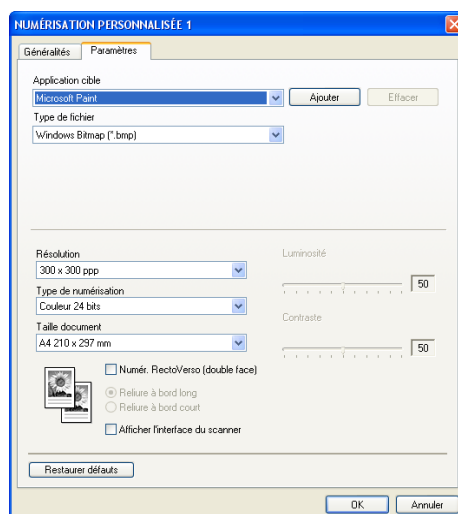 NUMÉRISATION PERSONNALISÉE 1
Généralités Paramètres
Application cible
Microsoft Paint Ajouter Effacer
Type de fichier
Windows Bitmap (*.bmp)
Résolution Luminosité
300 x 300 ppp 50
Type de numérisation
Couleur 24 bits
Contraste
Taille document
A4 210 x 297 mm 50
Numér. RectoVerso (double face)
Reliure à bord long
Reliure à bord court
Afficher l'interface du scanner
Restaurer défauts
OK Annuler